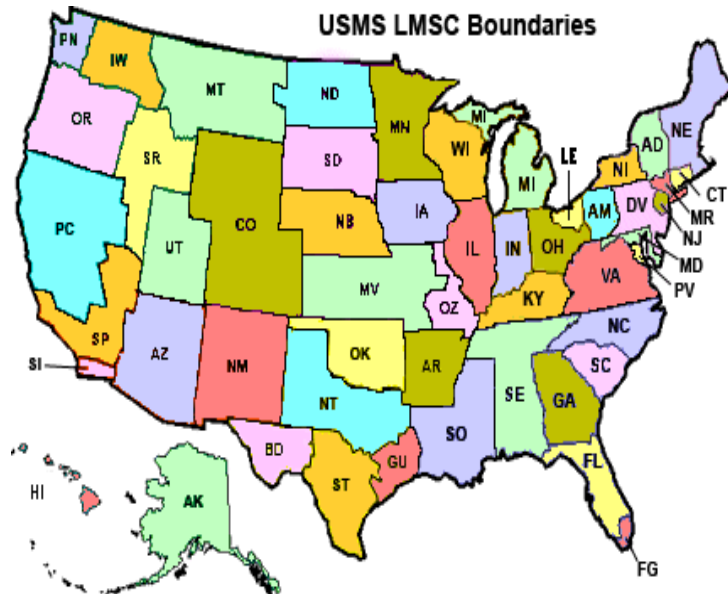 USMS LMSC Boundaries
PN
IW
MT
ND
MN
MI
NE
AD
OR
SR
SD
WI
MI
LE
NI
CT
MR
NJ
MD
PV
PC
UT
CO
NB
IA
IL
IN
OH
AM
DV
SP
SI
AZ
NM
MV
OZ
KY
VA
NC
OK
AR
SE
SC
GA
NT
SO
BD
ST
GU
FL
FG
HI
AK